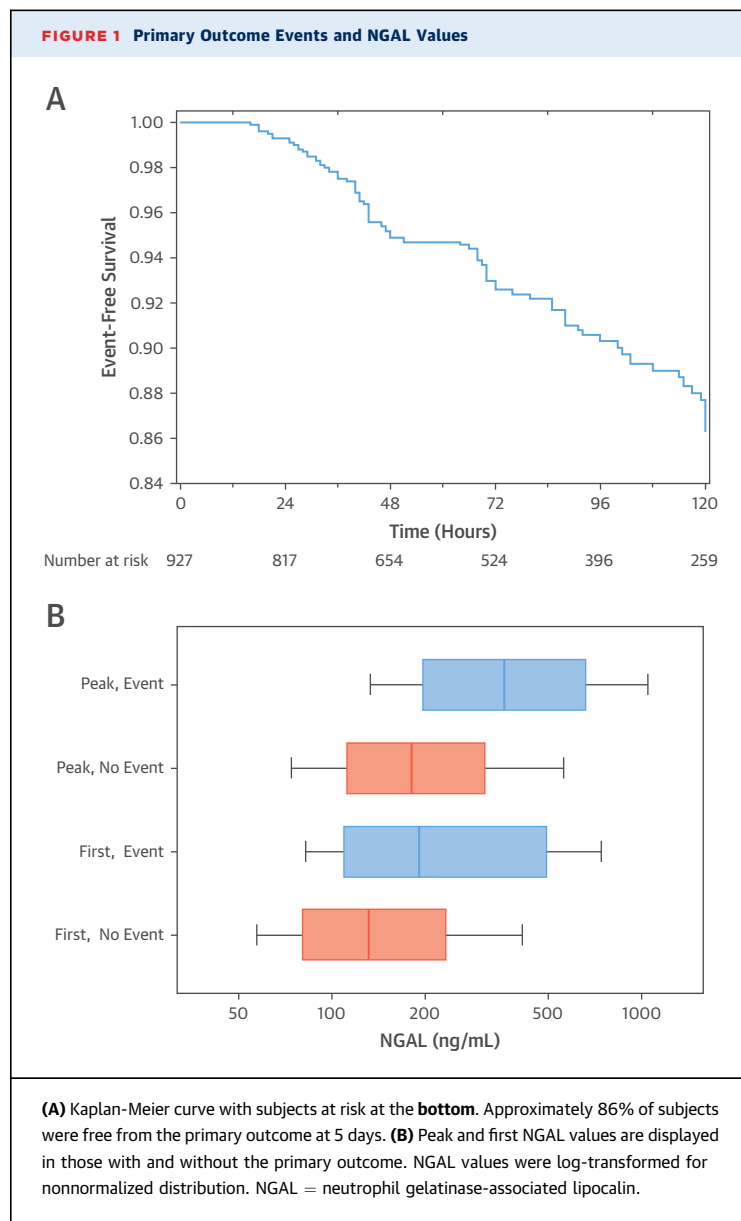 FIGURE 1 Primary Outcome Events and NGAL Values
A
1.00
0.98
0.96
0.94
0.92
0.90
0.88
0.86
0.84
Event-Free Survival
0 24 48 72 96 120
Time (Hours)
Number at risk 927 817 654 524 396 259
B
Peak, Event
Peak, No Event
First, Event
First, No Event
50 100 200 500 1000
NGAL (ng/mL)
(A) Kaplan-Meier curve with subjects at risk at the bottom. Approximately 86% of subjects
were free from the primary outcome at 5 days. (B) Peak and first NGAL values are displayed
in those with and without the primary outcome. NGAL values were log-transformed for
nonnormalized distribution. NGAL = neutrophil gelatinase-associated lipocalin.